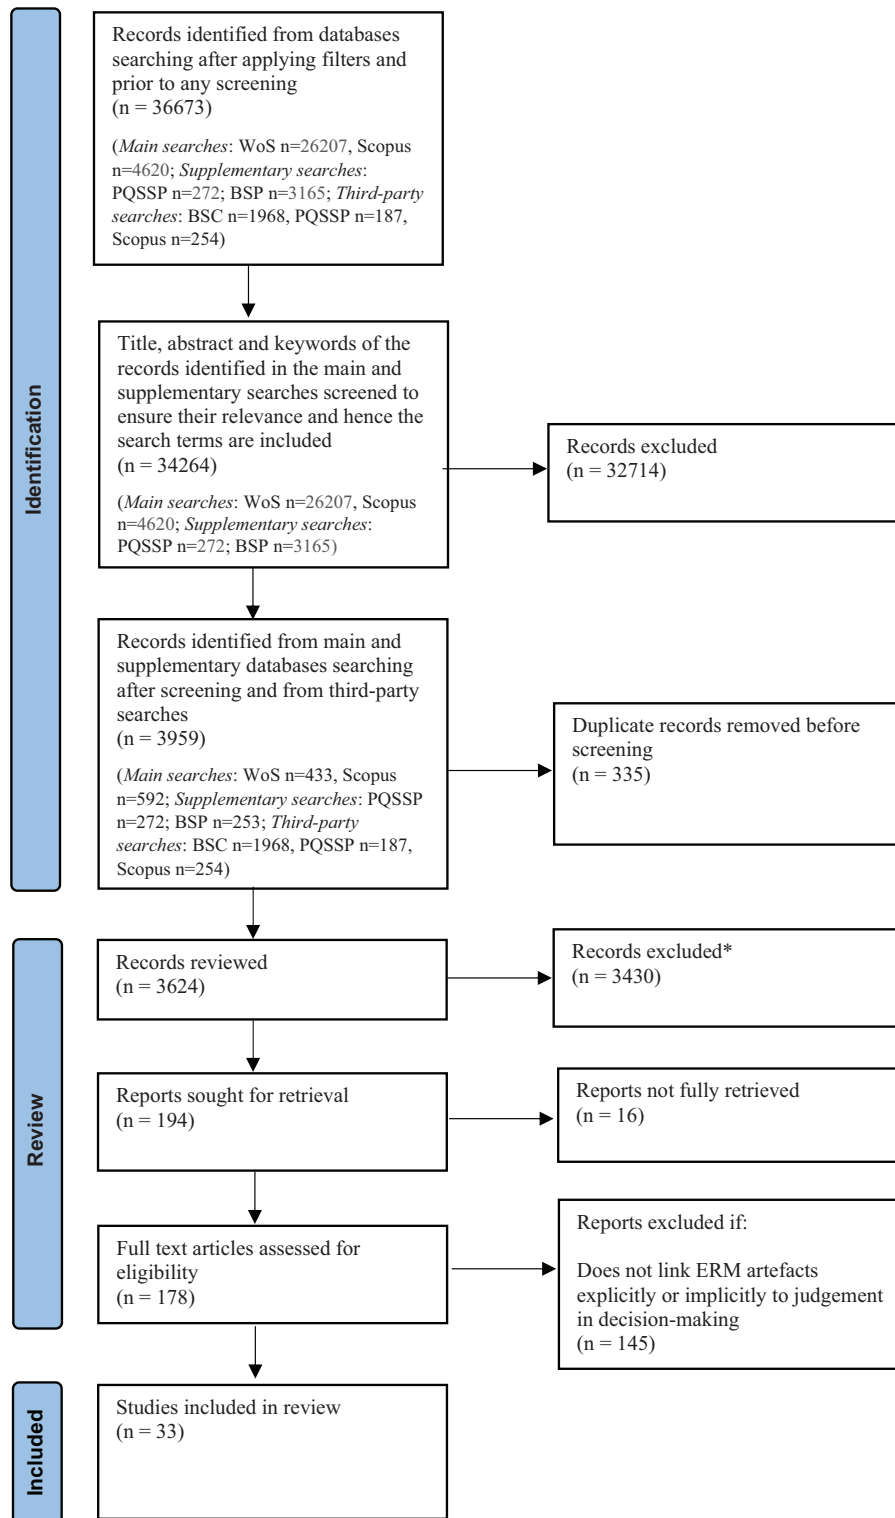 Identification
Records identified from databases
searching after applying filters and
prior to any screening
(n = 36673)
(Main searches: WoS n=26207, Scopus
n=4620; Supplementary searches:
PQSSP n=272; BSP n=3165; Third-party
searches: BSC n=1968, PQSSP n=187,
Scopus n=254)
Title, abstract and keywords of the
records identified in the main and
supplementary searches screened to
ensure their relevance and hence the
search terms are included
(n = 34264)
(Main searches: WoS n=26207, Scopus
n=4620; Supplementary searches:
PQSSP n=272; BSP n=3165)
Records excluded
(n = 32714)
Records identified from main and
supplementary databases searching
after screening and from third-party
searches
(n = 3959)
(Main searches: WoS n=433, Scopus
n=592; Supplementary searches: PQSSP
n=272; BSP n=253; Third-party
searches: BSC n=1968, PQSSP n=187,
Scopus n=254)
Duplicate records removed before
screening
(n = 335)
Review
Records reviewed
(n = 3624)
Records excluded*
(n = 3430)
Reports sought for retrieval
(n = 194)
Reports not fully retrieved
(n = 16)
Full text articles assessed for
eligibility
(n = 178)
Reports excluded if:
Does not link ERM artefacts
explicitly or implicitly to judgement
in decision-making
(n = 145)
Included
Studies included in review
(n = 33)